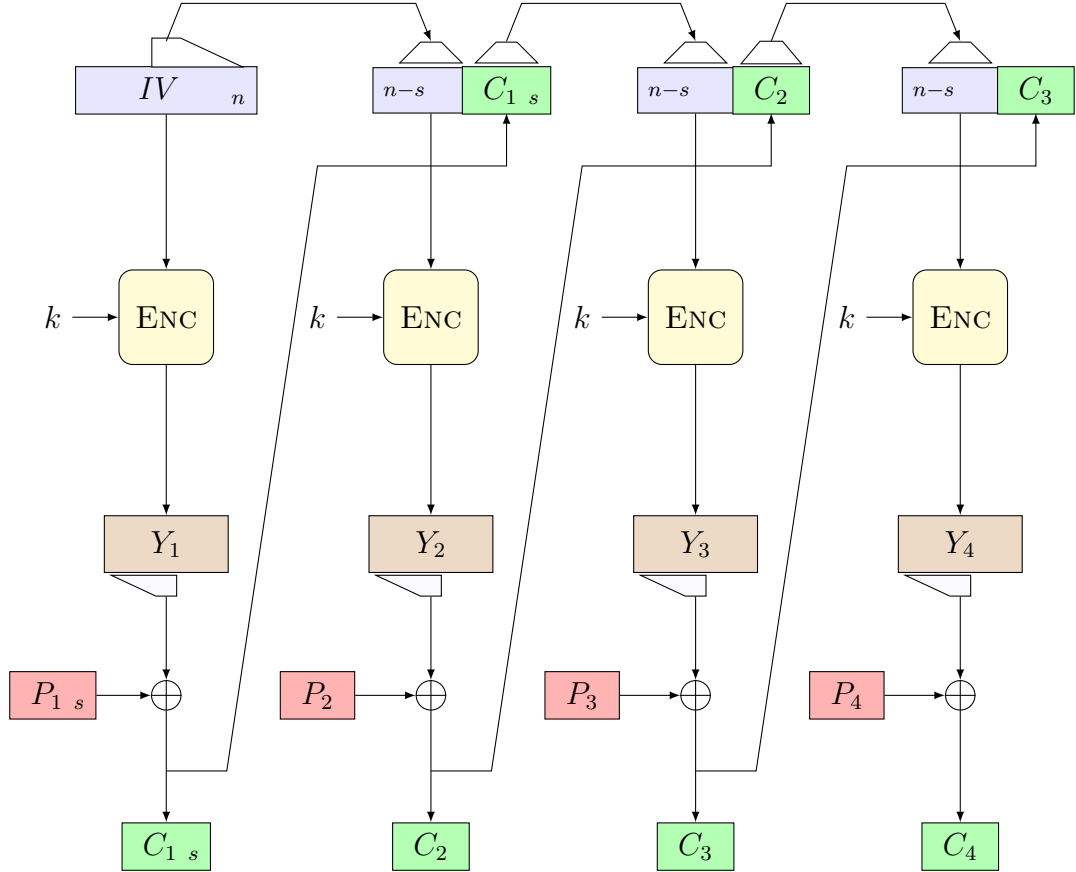 IV n n−s C₁ s n−s C₂ n−s C₃
k ENC k ENC k ENC k ENC
Y₁ Y₂ Y₃ Y₄
P₁ s P₂ P₃ P₄
C₁ s C₂ C₃ C₄